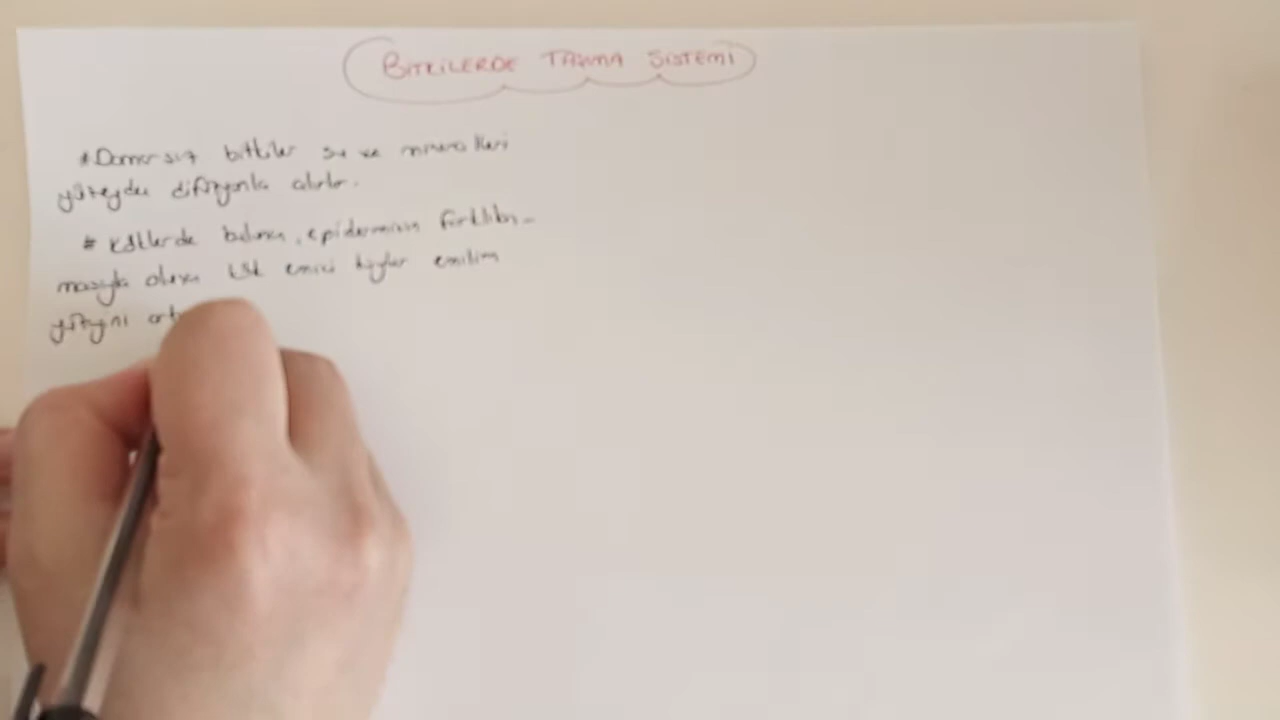 BİTKİLERDE TAŞIMA SİSTEMİ
* Damarsız bitkiler su ve mineralleri
yüzeyden difüzyonla alırlar.
* Köklerde bulunan, epidermisin farklılaş-
masıyla oluşan emici tüyler emilim
yüzeyini